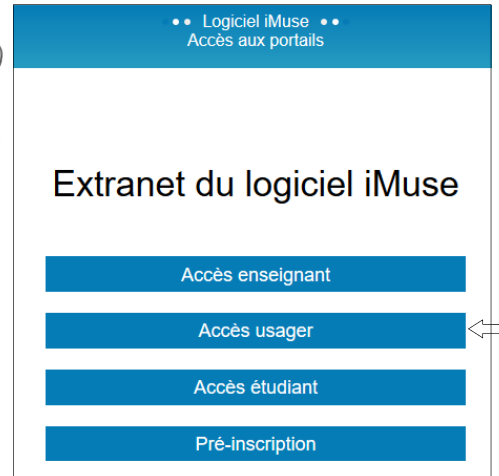 •• Logiciel iMuse ••
Accès aux portails
Extranet du logiciel iMuse
Accès enseignant
Accès usager
Accès étudiant
Pré-inscription